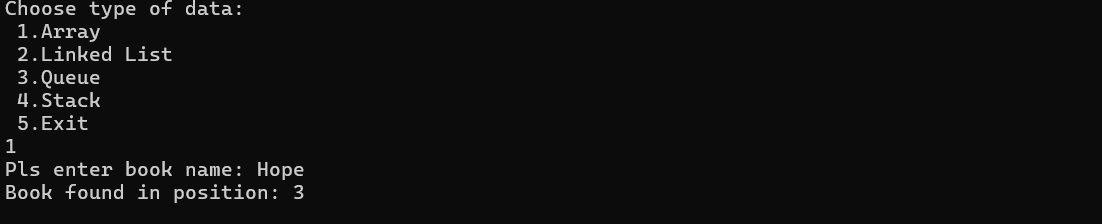 Choose type of data:
1.Array
2.Linked List
3.Queue
4.Stack
5.Exit
1
Pls enter book name: Hope
Book found in position: 3